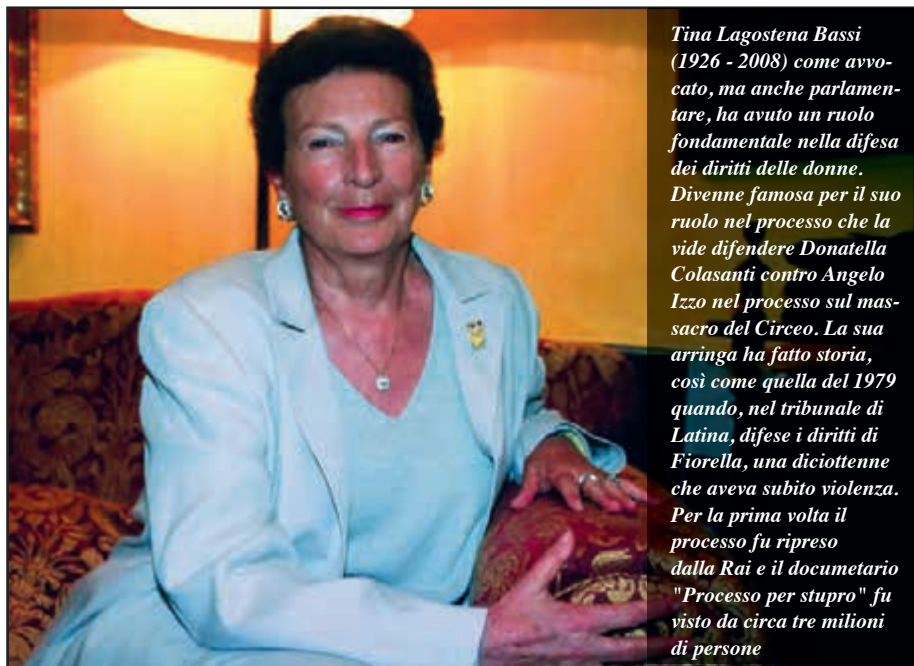 Tina Lagostena Bassi
(1926 - 2008) come avvo-
cato, ma anche parlamen-
tare, ha avuto un ruolo
fondamentale nella difesa
dei diritti delle donne.
Divenne famosa per il suo
ruolo nel processo che la
vide difendere Donatella
Colasanti contro Angelo
Izzo nel processo sul mas-
sacro del Circeo. La sua
arringa ha fatto storia,
così come quella del 1979
quando, nel tribunale di
Latina, difese i diritti di
Fiorella, una diciottenne
che aveva subito violenza.
Per la prima volta il
processo fu ripreso
dalla Rai e il documetario
"Processo per stupro" fu
visto da circa tre milioni
di persone